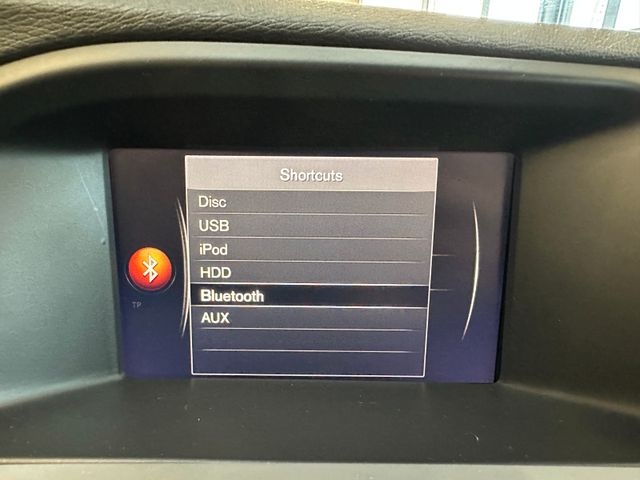 Shortcuts
Disc
USB
iPod
HDD
Bluetooth
AUX
TP